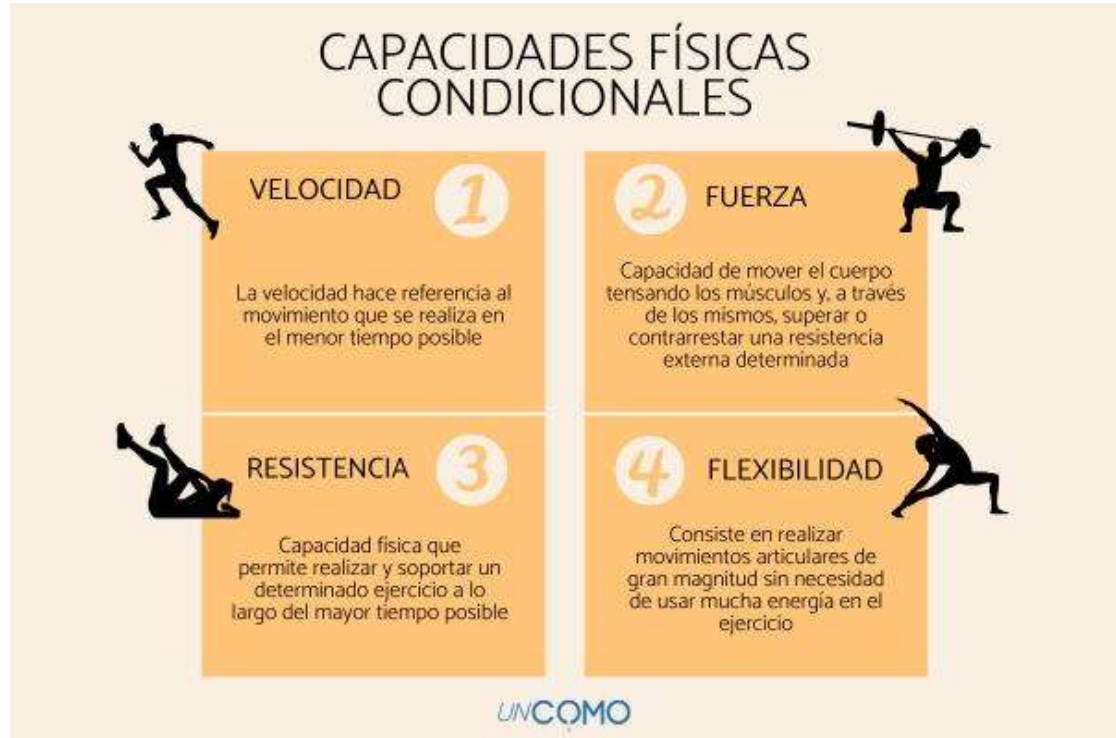 CAPACIDADES FÍSICAS
CONDICIONALES
VELOCIDAD
1
La velocidad hace referencia al
movimiento que se realiza en
el menor tiempo posible
2
FUERZA
Capacidad de mover el cuerpo
tensando los músculos y, a través
de los mismos, superar o
contrarrestar una resistencia
externa determinada
RESISTENCIA
3
Capacidad física que
permite realizar y soportar un
determinado ejercicio a lo
largo del mayor tiempo posible
4
FLEXIBILIDAD
Consiste en realizar
movimientos articulares de
gran magnitud sin necesidad
de usar mucha energía en el
ejercicio
UNCOMO